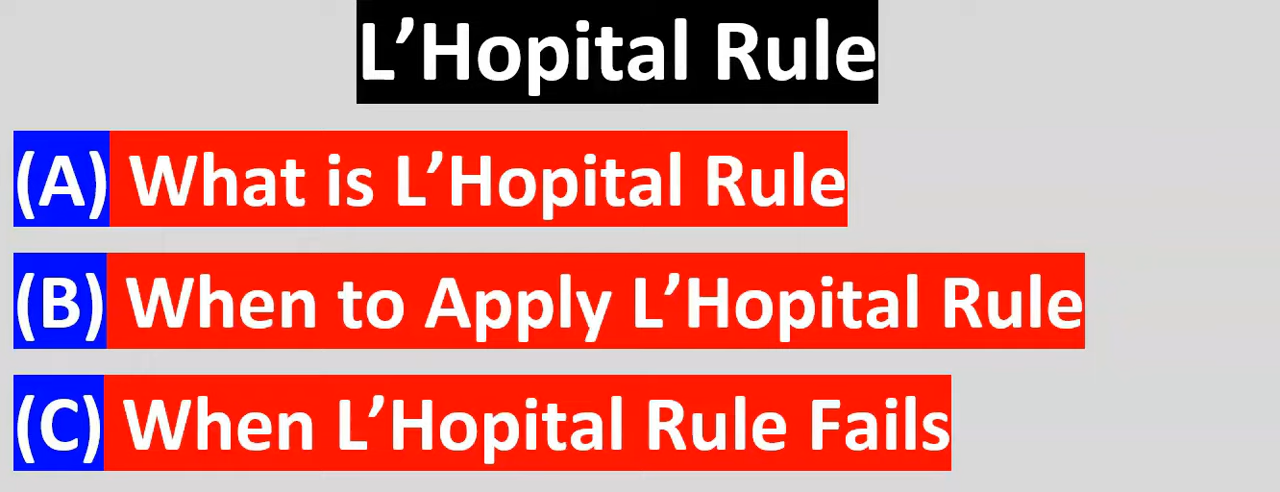 L’Hopital Rule
(A) What is L’Hopital Rule
(B) When to Apply L’Hopital Rule
(C) When L’Hopital Rule Fails